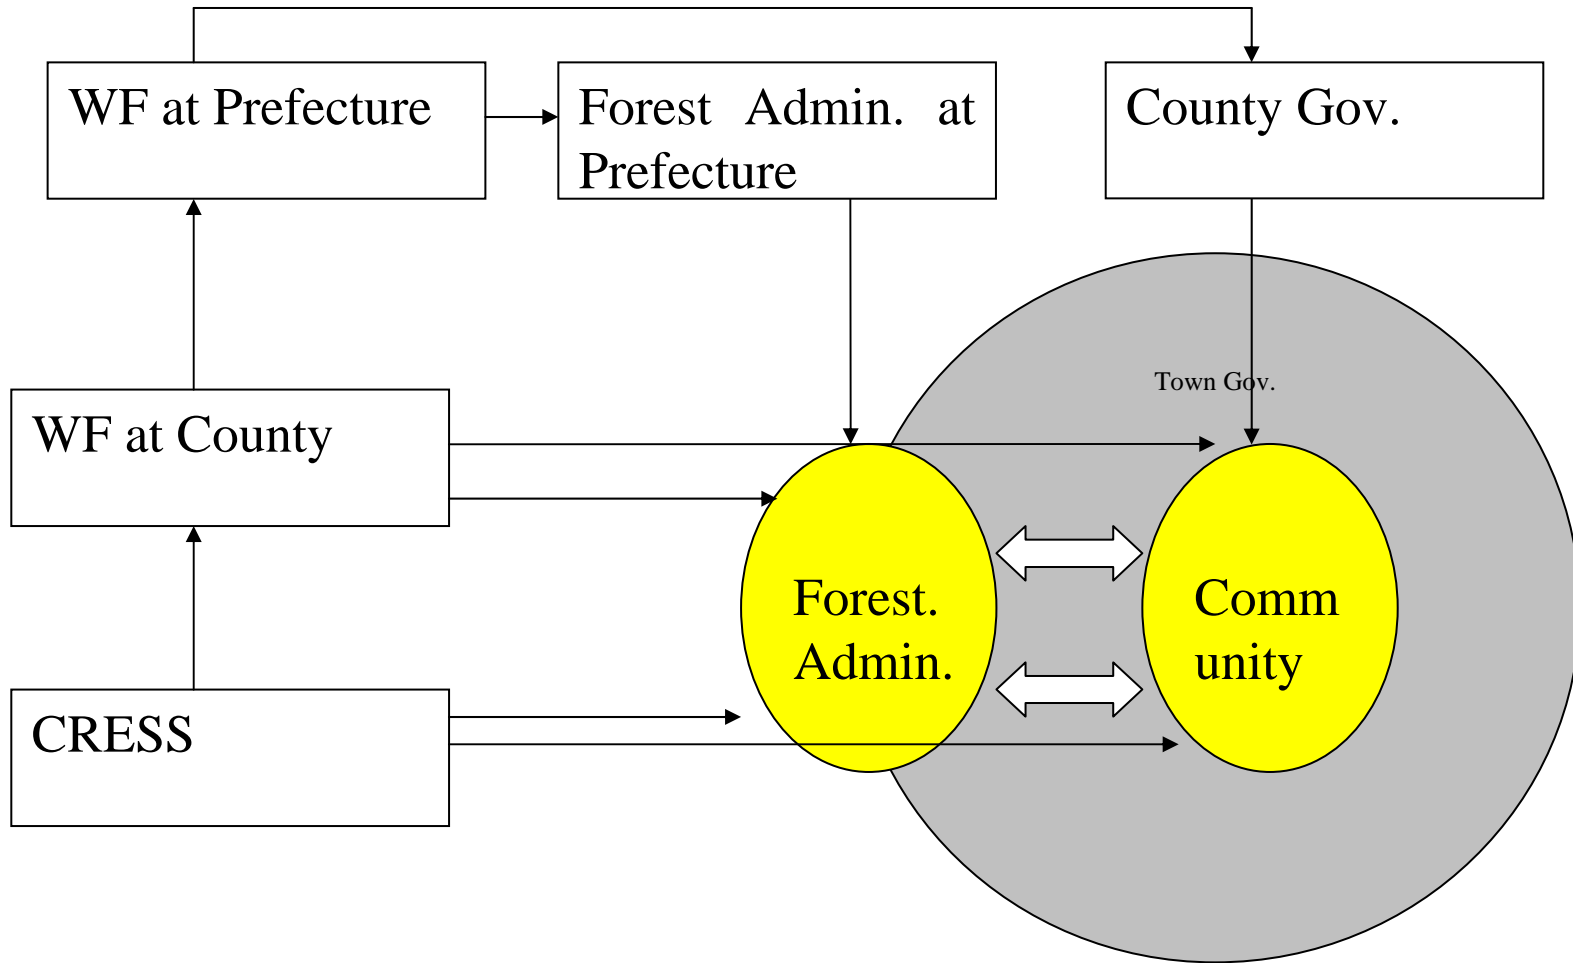 WF at Prefecture
Forest Admin. at
Prefecture
County Gov.
Town Gov.
WF at County
Forest.
Admin.
Comm
unity
CRESS